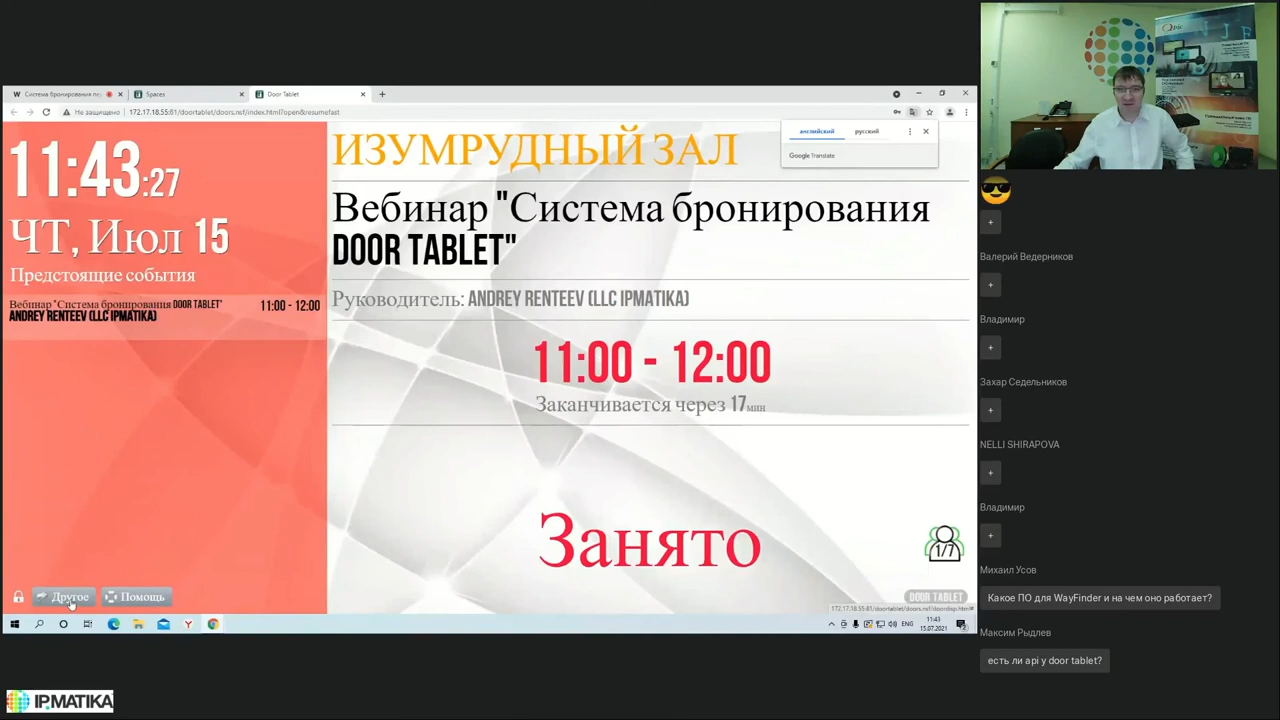 Система бронирования пе
Spaces
Door Tablet
Не защищено
172.17.18.55:81/doortablet/doors.nsf/index.html?open&resumefast
английский
русский
Google Translate
11:43:27
ЧТ, Июл 15
Предстоящие события
Вебинар "Система бронирования DOOR TABLET"
11:00 - 12:00
ANDREY RENTEEV (LLC IPMATIKA)
ИЗУМРУДНЫЙ ЗАЛ
Вебинар "Система бронирования
DOOR TABLET"
Руководитель: ANDREY RENTEEV (LLC IPMATIKA)
11:00 - 12:00
Заканчивается через 17мин
Занято
1/7
Другое
Помощь
DOOR TABLET
ENG
11:43
15.07.2021
+
Валерий Ведерников
+
Владимир
+
Захар Седельников
+
NELLI SHIRAPOVA
+
Владимир
+
Михаил Усов
Какое ПО для WayFinder и на чем оно работает?
Максим Рыдлев
есть ли api у door tablet?
IPMATIKA